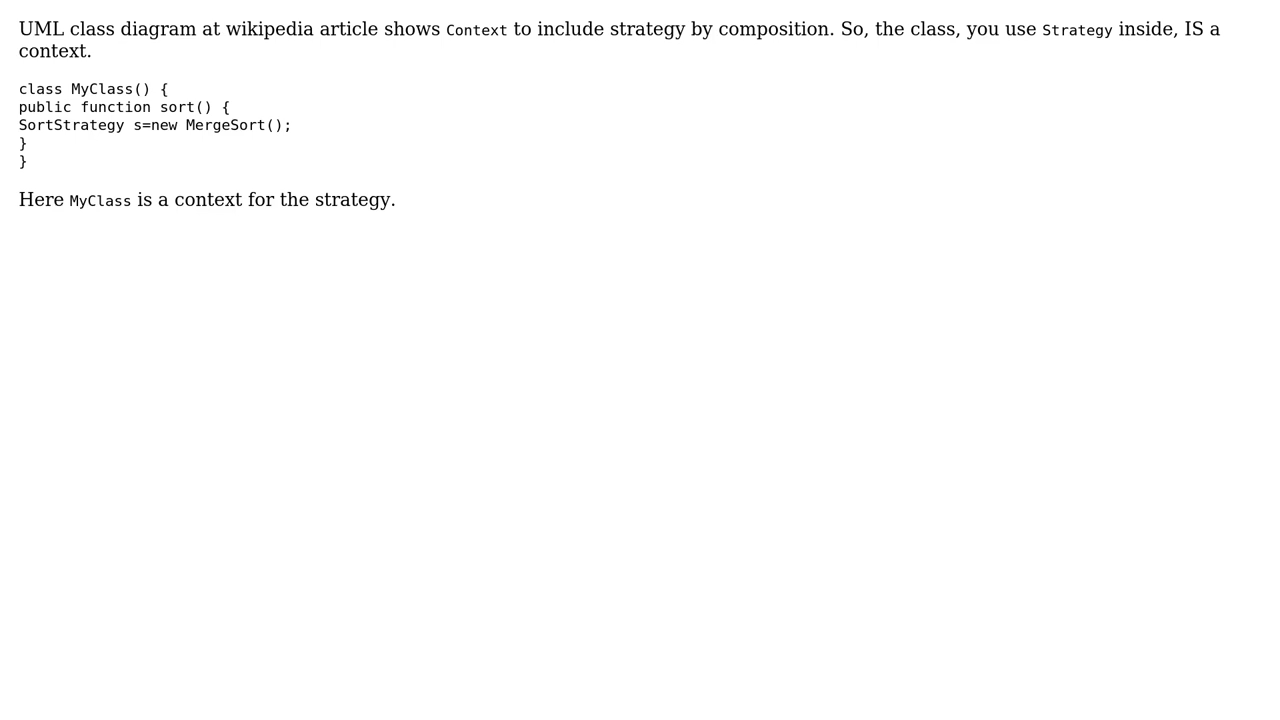 UML class diagram at wikipedia article shows Context to include strategy by composition. So, the class, you use Strategy inside, IS a
context.
class MyClass() {
public function sort() {
SortStrategy s=new MergeSort();
}
}
Here MyClass is a context for the strategy.